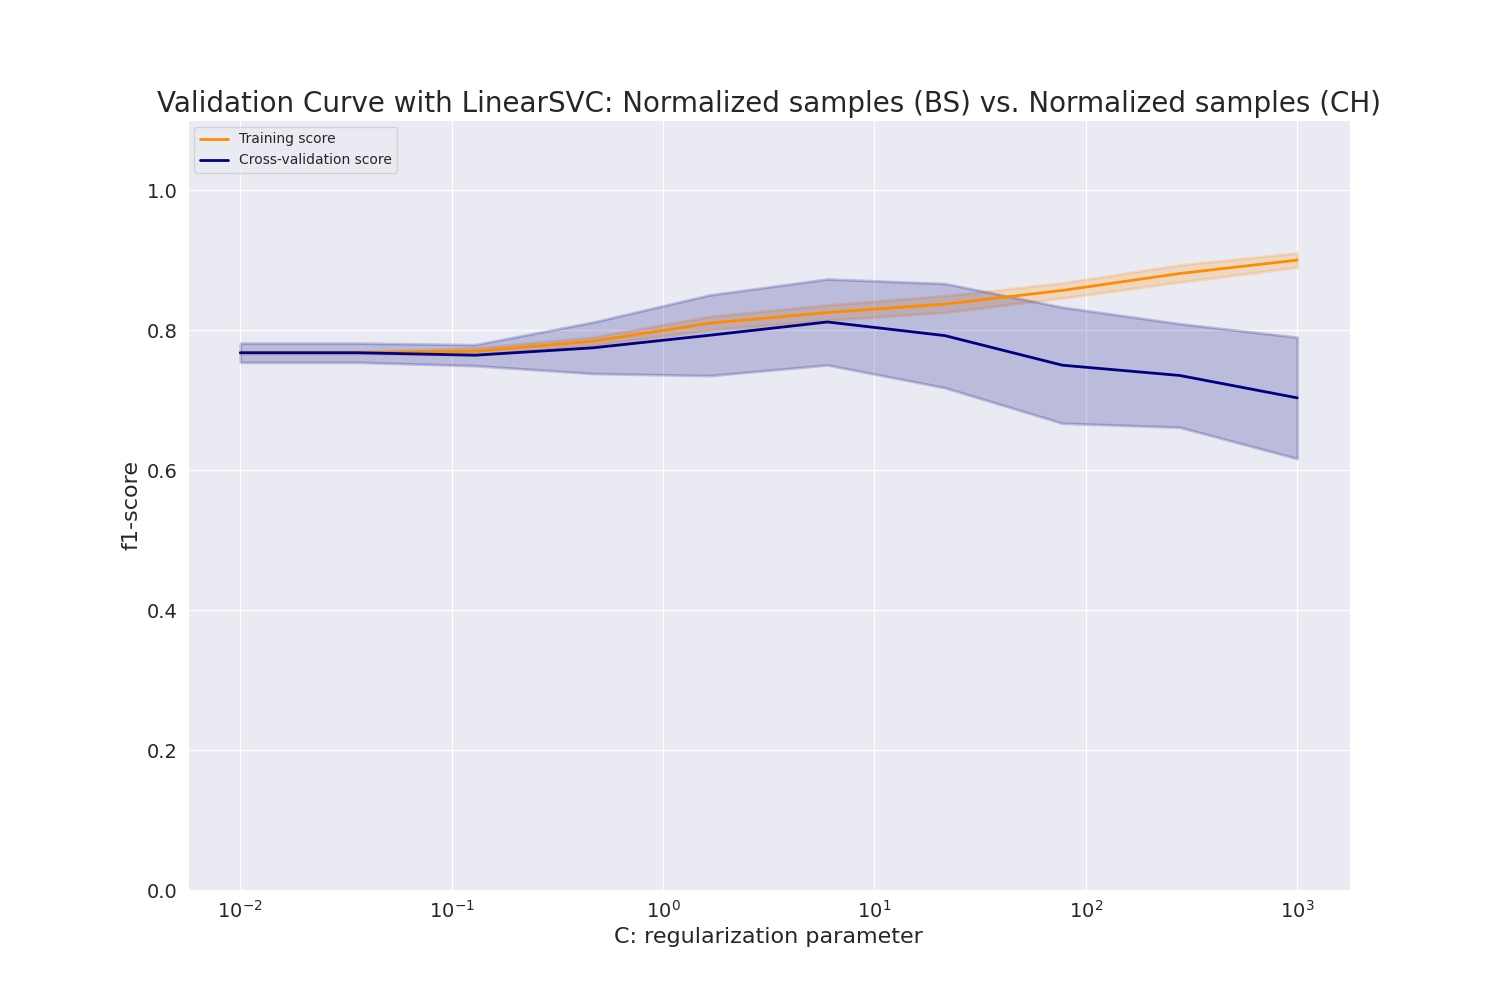 Validation Curve with LinearSVC: Normalized samples (BS) vs. Normalized samples (CH)
Training score
Cross-validation score
1.0
0.8
0.6
0.4
0.2
0.0
f1-score
10⁻² 10⁻¹ 10⁰ 10¹ 10² 10³
C: regularization parameter